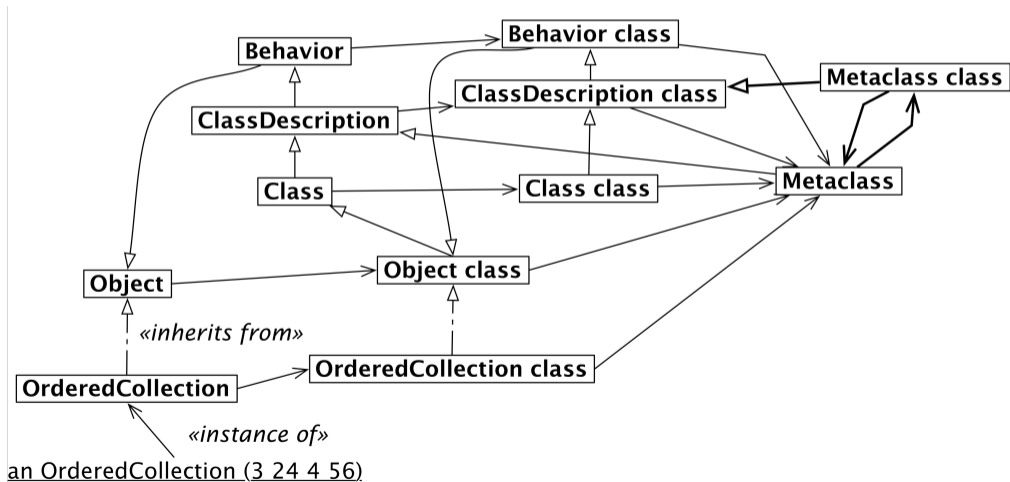 Behavior class
Behavior
Metaclass class
ClassDescription class
ClassDescription
Metaclass
Class class
Class
Object class
Object
«inherits from»
OrderedCollection class
OrderedCollection
«instance of»
an OrderedCollection (3 24 4 56)